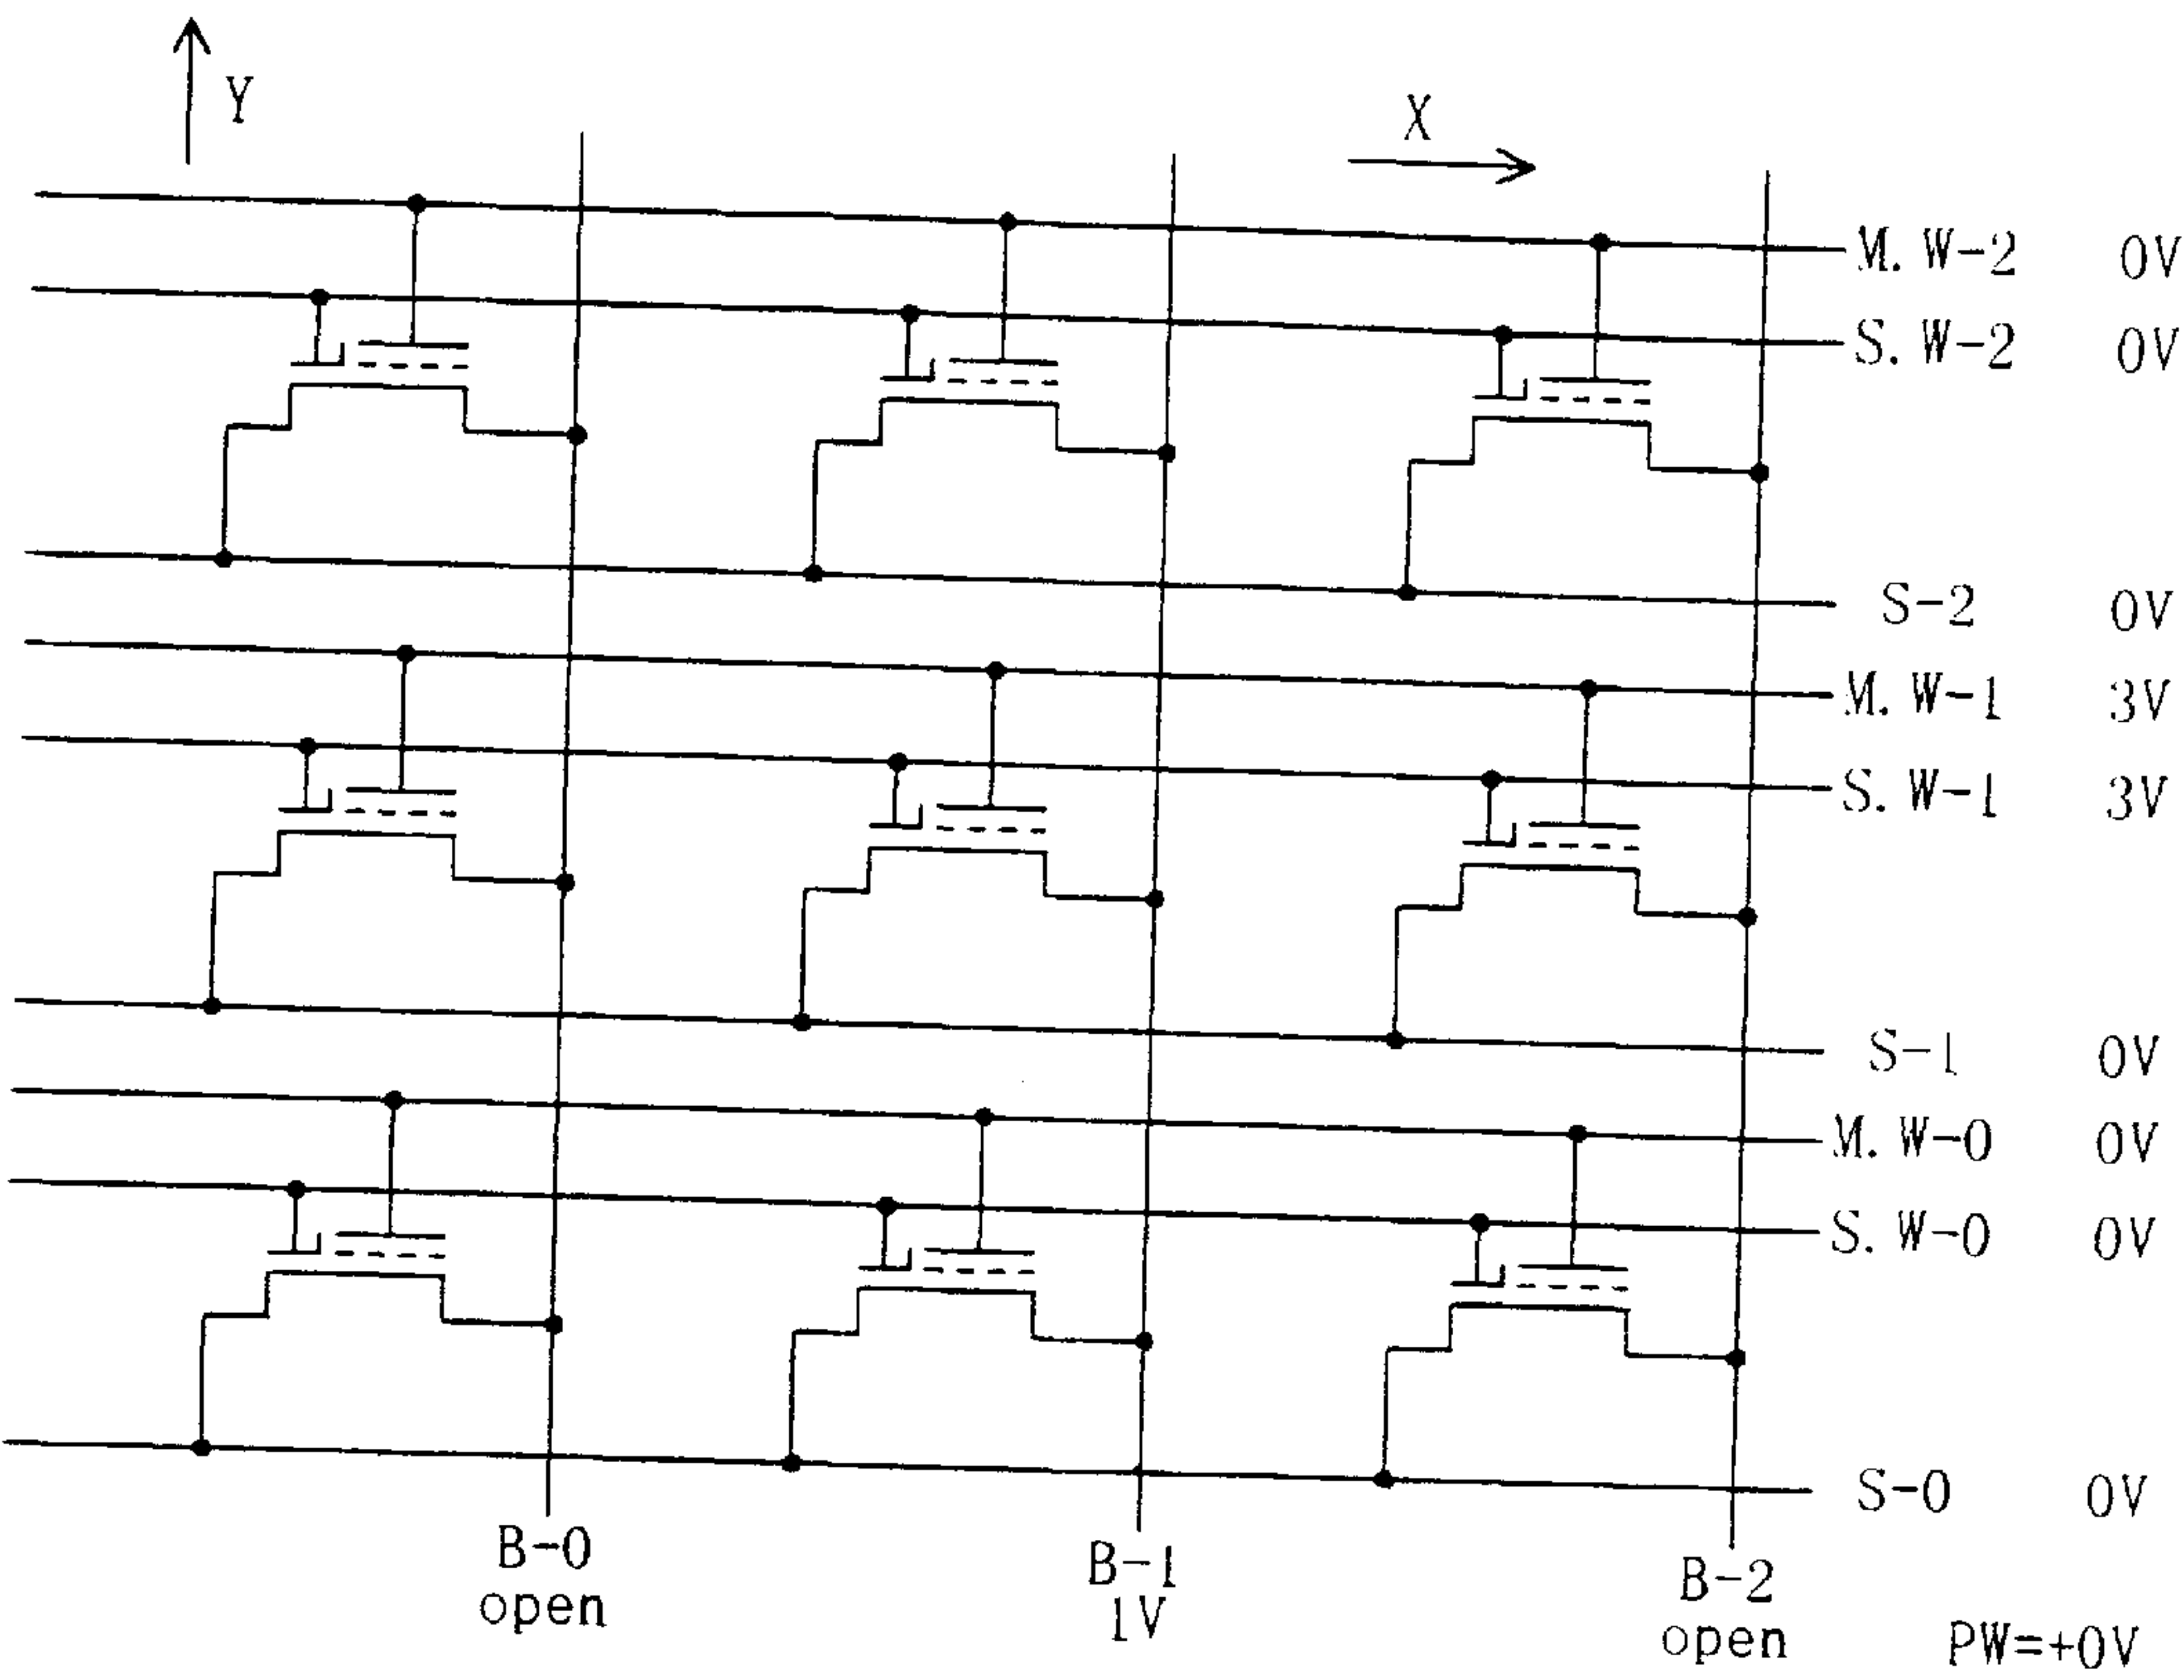 Y
X
M. W-2 0V
S. W-2 0V
S-2 0V
M. W-1 3V
S. W-1 3V
S-1 0V
M. W-0 0V
S. W-0 0V
S-0 0V
B-0
open
B-1
1V
B-2
open
PW=+0V